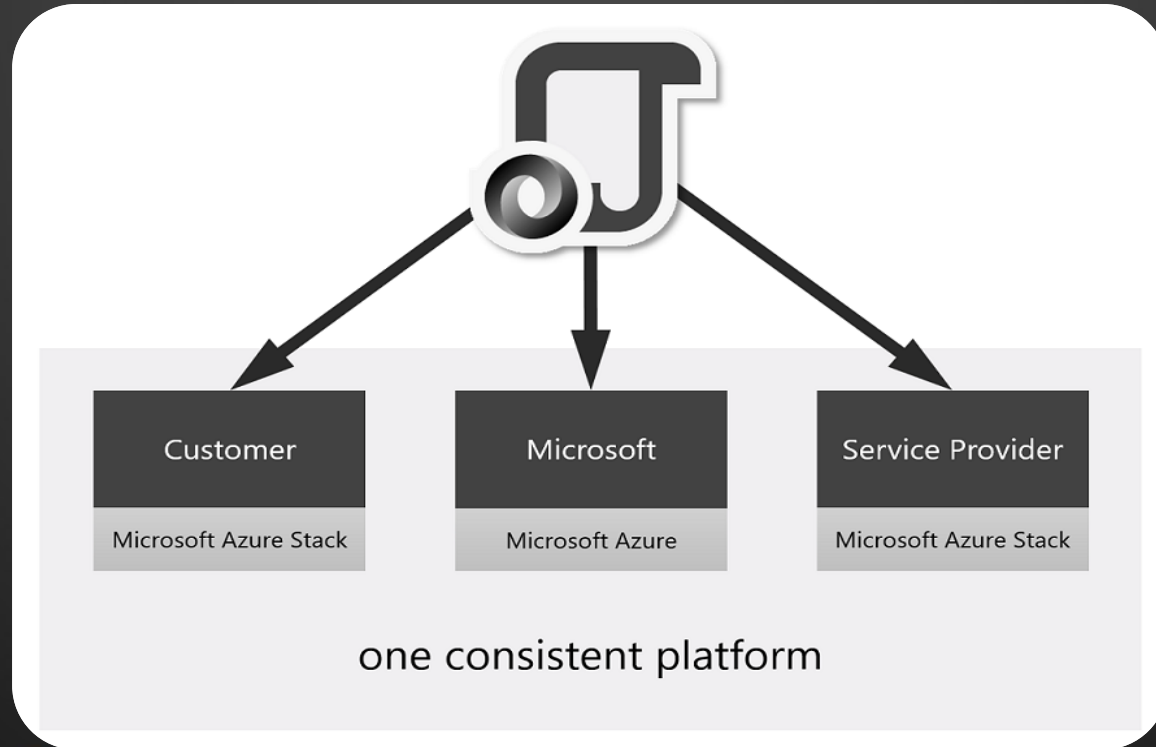 Customer
Microsoft Azure Stack
Microsoft
Microsoft Azure
Service Provider
Microsoft Azure Stack
one consistent platform